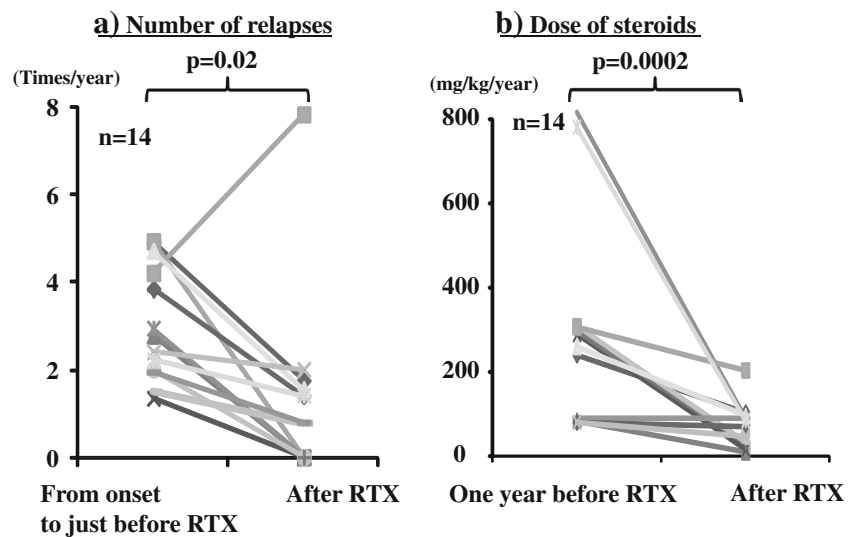 a) Number of relapses
p=0.02
(Times/year)
n=14
8
6
4
2
0
From onset
to just before RTX
After RTX
b) Dose of steroids
p=0.0002
(mg/kg/year)
n=14
800
600
400
200
0
One year before RTX
After RTX